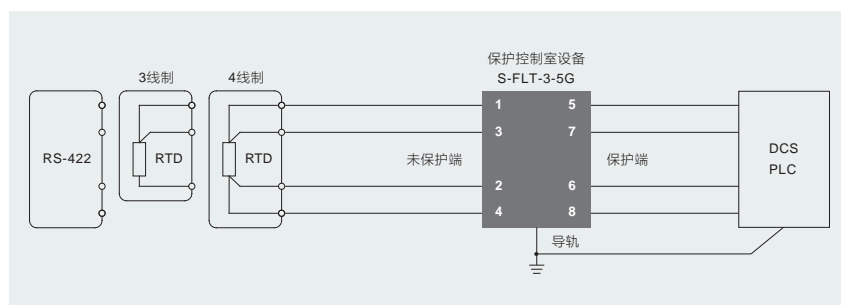 保护控制室设备
S-FLT-3-5G
3线制
4线制
RS-422
RTD
RTD
未保护端
1 5
3 7
2 6
4 8
保护端
DCS
PLC
导轨